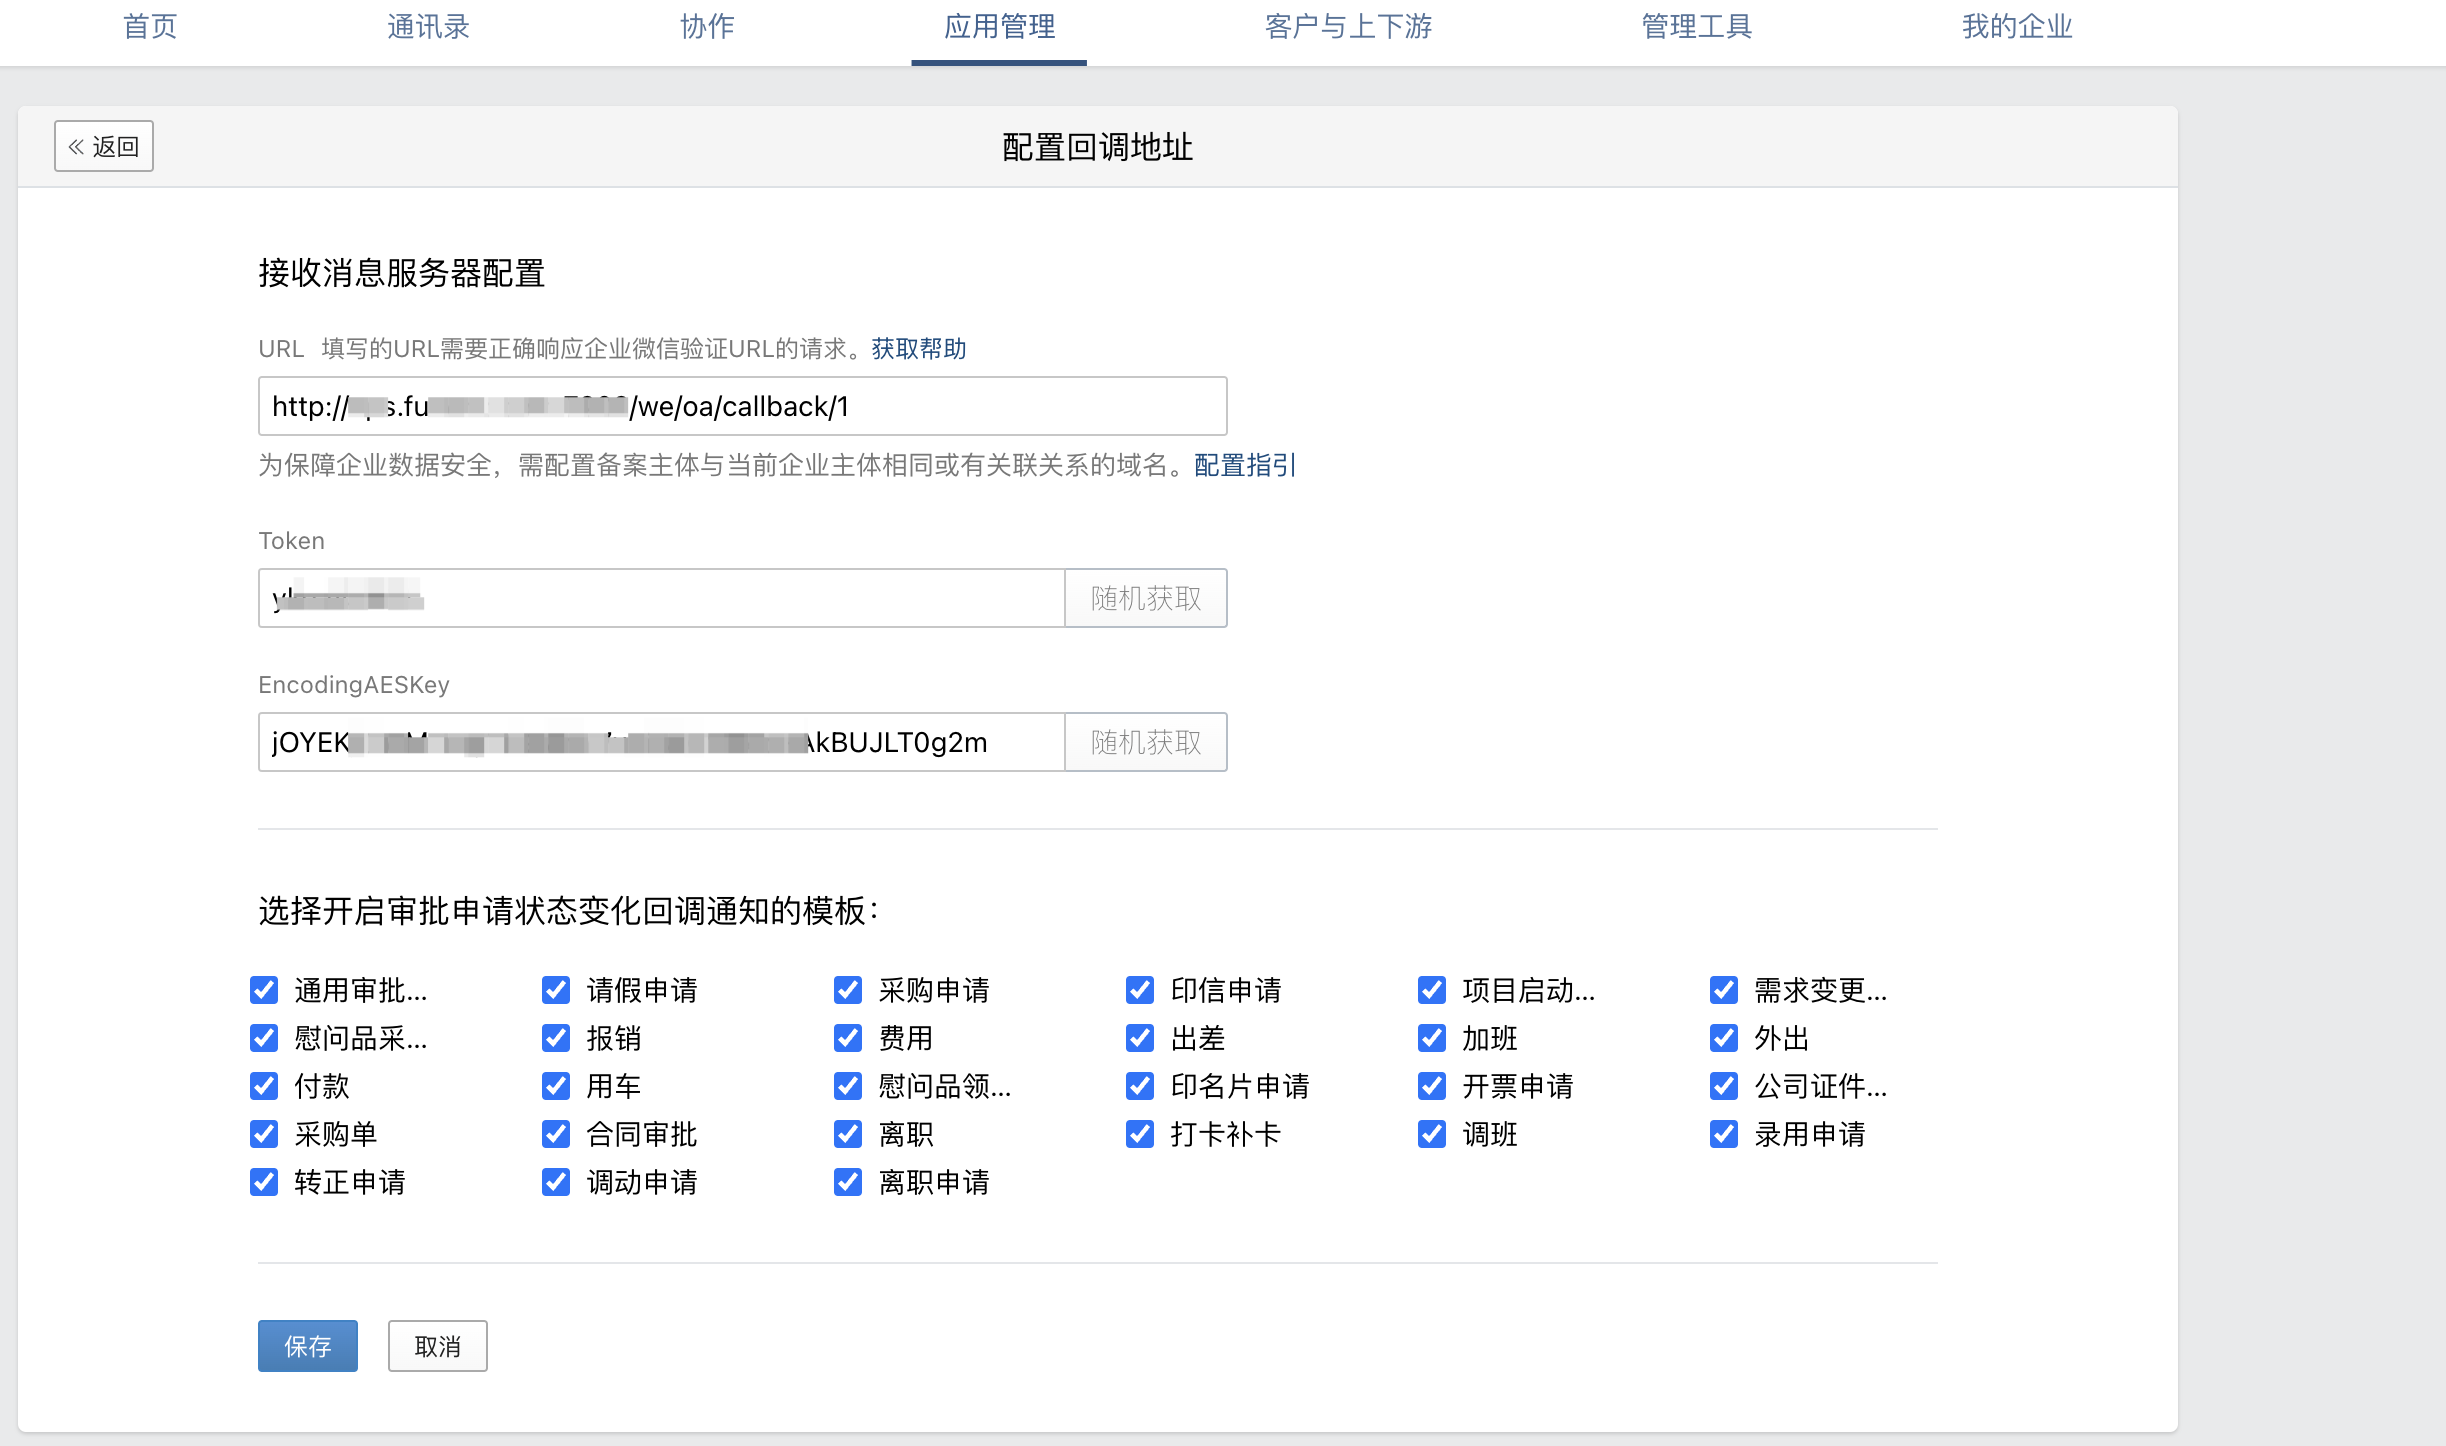 首页 通讯录 协作 应用管理 客户与上下游 管理工具 我的企业
« 返回
配置回调地址
接收消息服务器配置
URL 填写的URL需要正确响应企业微信验证URL的请求。获取帮助
http:// s.fu /we/oa/callback/1
为保障企业数据安全，需配置备案主体与当前企业主体相同或有关联关系的域名。配置指引
Token
随机获取
EncodingAESKey
jOYEK AkBUJLT0g2m 随机获取
选择开启审批申请状态变化回调通知的模板：
通用审批... 请假申请 采购申请 印信申请 项目启动... 需求变更...
慰问品采... 报销 费用 出差 加班 外出
付款 用车 慰问品领... 印名片申请 开票申请 公司证件...
采购单 合同审批 离职 打卡补卡 调班 录用申请
转正申请 调动申请 离职申请
保存 取消